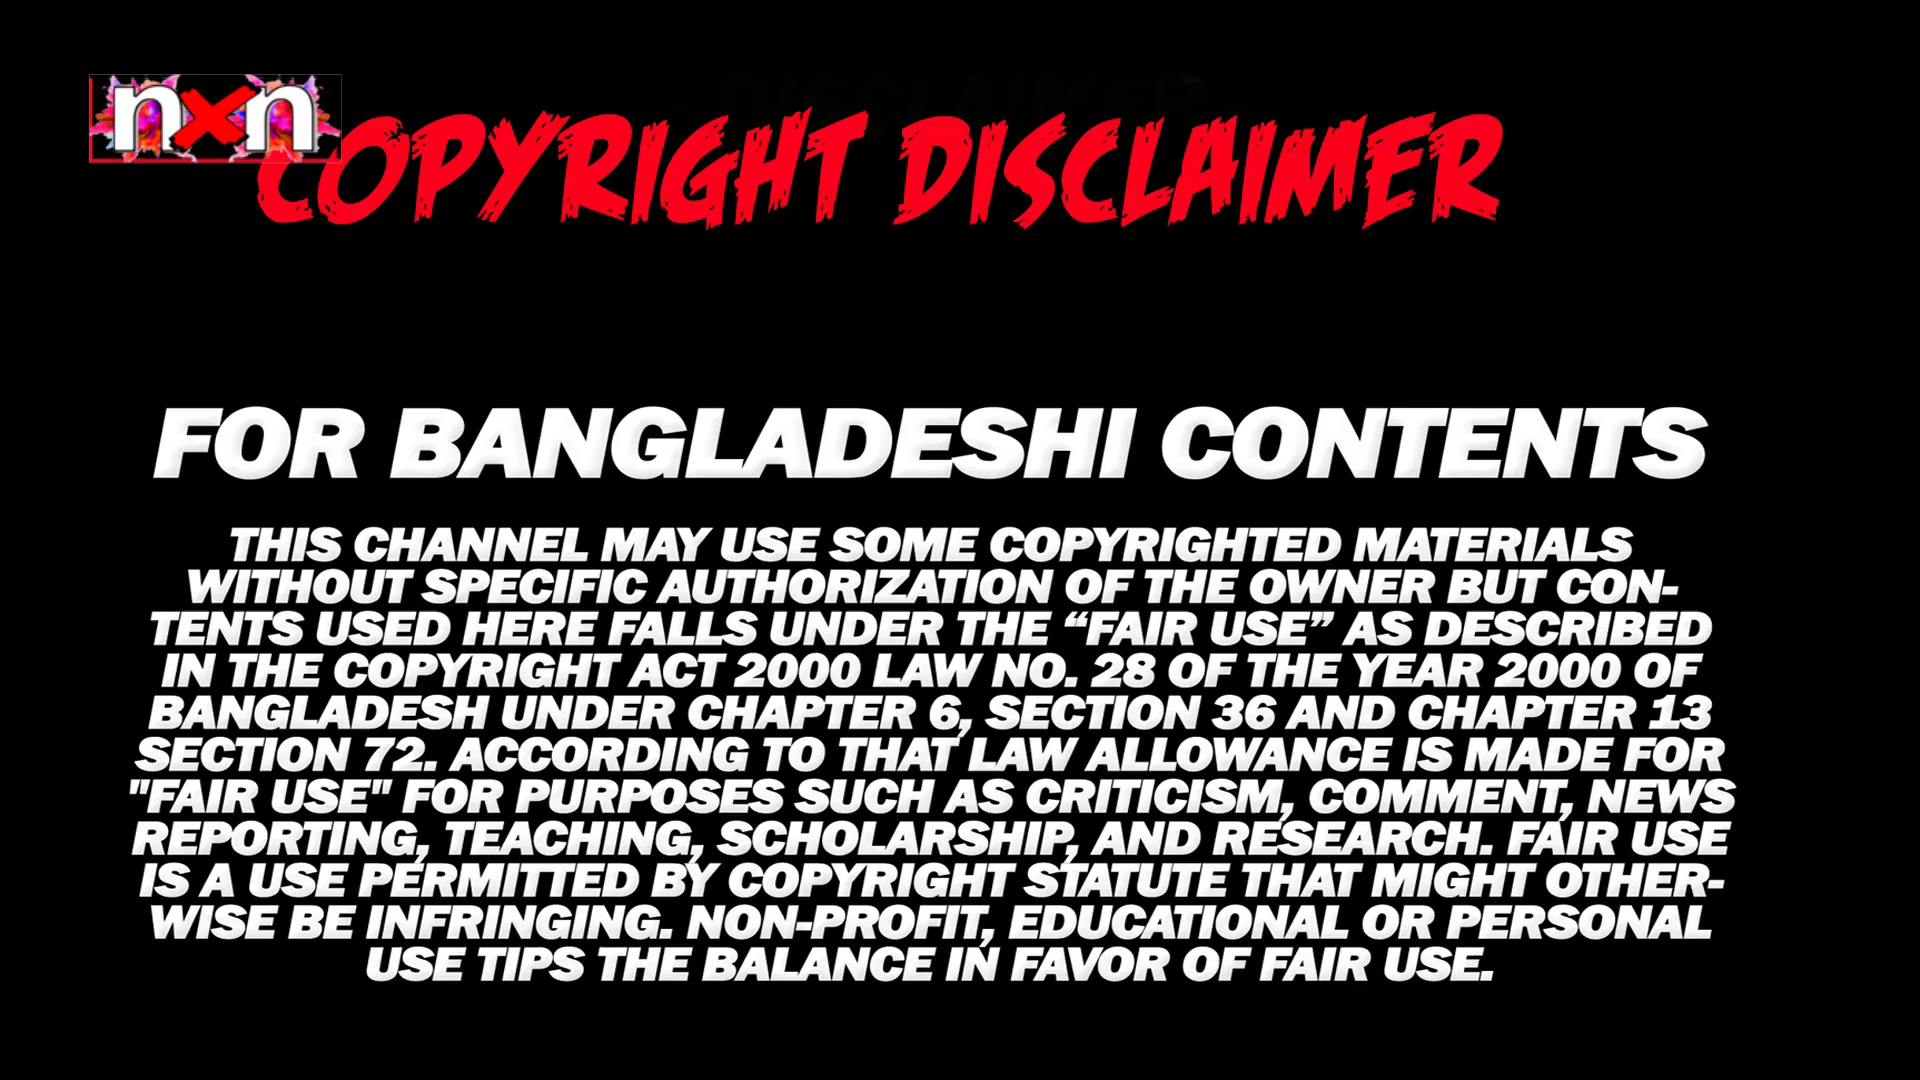 nxn
COPYRIGHT DISCLAIMER
FOR BANGLADESHI CONTENTS
THIS CHANNEL MAY USE SOME COPYRIGHTED MATERIALS
WITHOUT SPECIFIC AUTHORIZATION OF THE OWNER BUT CON-
TENTS USED HERE FALLS UNDER THE “FAIR USE” AS DESCRIBED
IN THE COPYRIGHT ACT 2000 LAW NO. 28 OF THE YEAR 2000 OF
BANGLADESH UNDER CHAPTER 6, SECTION 36 AND CHAPTER 13
SECTION 72. ACCORDING TO THAT LAW ALLOWANCE IS MADE FOR
"FAIR USE" FOR PURPOSES SUCH AS CRITICISM, COMMENT, NEWS
REPORTING, TEACHING, SCHOLARSHIP, AND RESEARCH. FAIR USE
IS A USE PERMITTED BY COPYRIGHT STATUTE THAT MIGHT OTHER-
WISE BE INFRINGING. NON-PROFIT, EDUCATIONAL OR PERSONAL
USE TIPS THE BALANCE IN FAVOR OF FAIR USE.